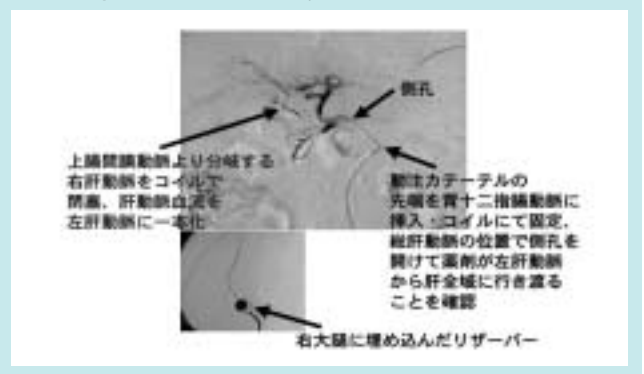 側孔
上腸間膜動脈より分岐する
右肝動脈をコイルで
閉塞、肝動脈血流を
左肝動脈に一本化
動注カテーテルの
先端を胃十二指腸動脈に
挿入・コイルにて固定、
総肝動脈の位置で側孔を
開けて薬剤が左肝動脈
から肝全域に行き渡る
ことを確認
右大腿に埋め込んだリザーバー